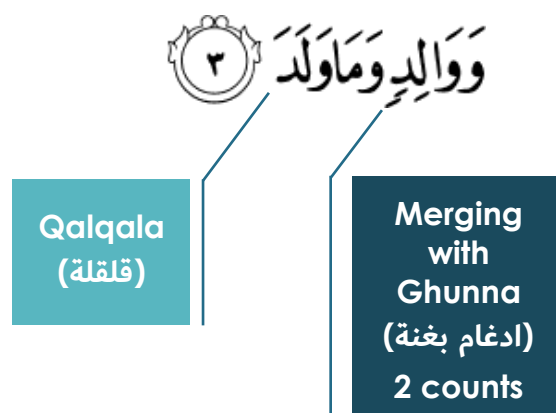 وَوَالِدٍ وَمَا وَلَدَ ٣
Qalqala
(قلقلة)
Merging
with
Ghunna
(ادغام بغنة)
2 counts